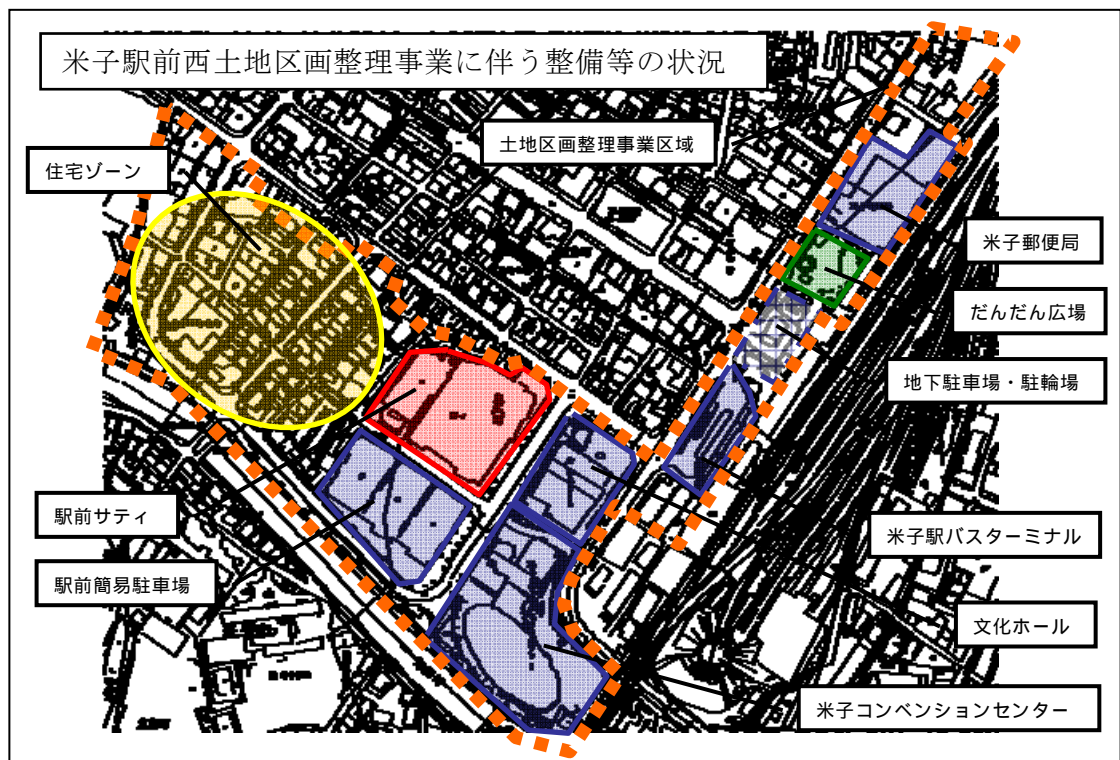 米子駅前西土地区画整理事業に伴う整備等の状況
土地区画整理事業区域
住宅ゾーン
米子郵便局
だんだん広場
地下駐車場・駐輪場
駅前サティ
米子駅バスターミナル
駅前簡易駐車場
文化ホール
米子コンベンションセンター